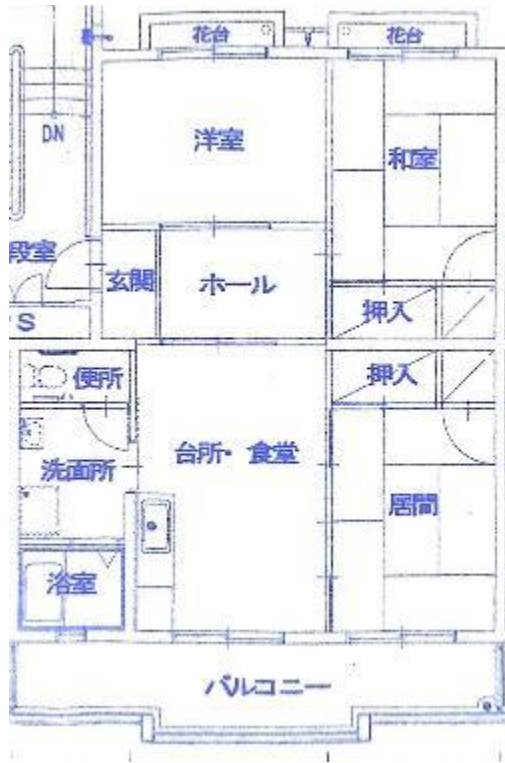 花台
花台
DN
洋室
和室
段室
玄関
ホール
押入
S
便所
押入
洗面所
台所・食堂
居間
浴室
バルコニー